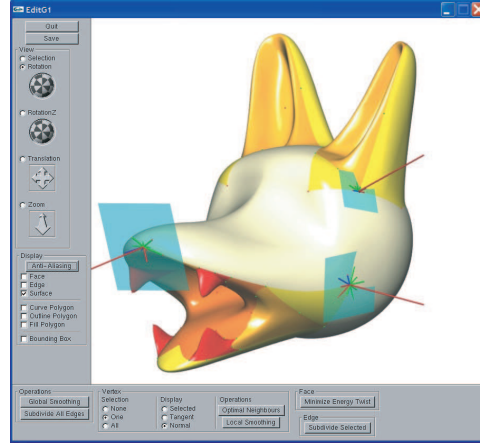 EditG1
Quit
Save
View
Selection
Rotation
RotationZ
Translation
Zoom
Display
Anti-Aliasing
Face
Edge
Surface
Curve Polygon
Outline Polygon
Fill Polygon
Bounding Box
Operations
Global Smoothing
Subdivide All Edges
Vertex
Selection
None
One
All
Display
Selected
Tangent
Normal
Operations
Optimal Neighbours
Local Smoothing
Face
Minimize Energy Twist
Edge
Subdivide Selected